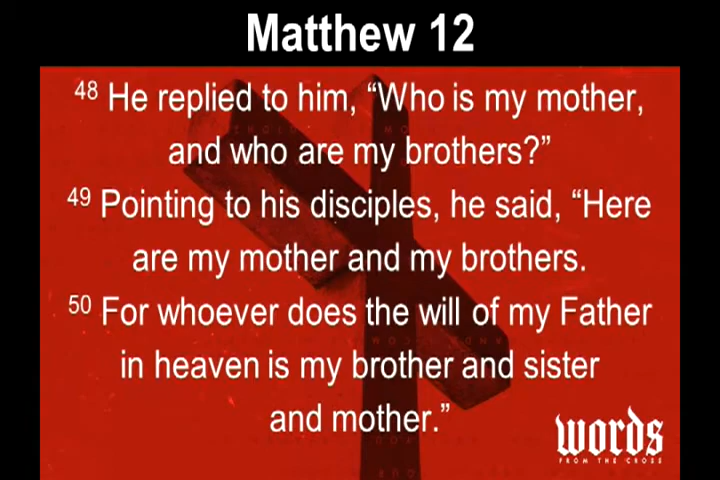 Matthew 12
48 He replied to him, “Who is my mother,
and who are my brothers?”
49 Pointing to his disciples, he said, “Here
are my mother and my brothers.
50 For whoever does the will of my Father
in heaven is my brother and sister
and mother.”
words
FROM THE CROSS